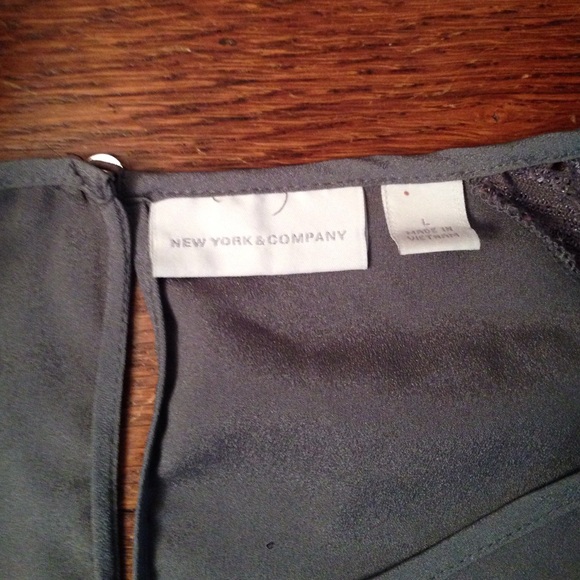 NEW YORK & COMPANY
L
MADE IN
VIETNAM